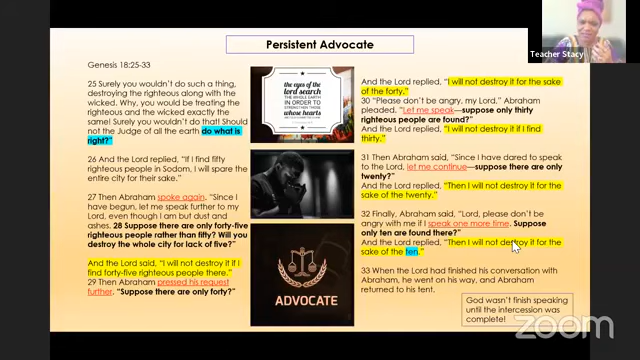 Teacher Stacy
Persistent Advocate
Genesis 18:25-33
25 Surely you wouldn't do such a thing,
destroying the righteous along with the
wicked. Why, you would be treating the
righteous and the wicked exactly the
same! Surely you wouldn't do that! Should
not the Judge of all the earth do what is
right?"
26 And the Lord replied, "If I find fifty
righteous people in Sodom, I will spare the
entire city for their sake."
27 Then Abraham spoke again. "Since I
have begun, let me speak further to my
Lord, even though I am but dust and
ashes. 28 Suppose there are only forty-five
righteous people rather than fifty? Will you
destroy the whole city for lack of five?"
And the Lord said, "I will not destroy it if I
find forty-five righteous people there."
29 Then Abraham pressed his request
further. "Suppose there are only forty?"
the eyes of the
lord search
THE WHOLE EARTH
IN ORDER TO
STRENGTHEN THOSE
whose hearts
ADVOCATE
And the Lord replied, "I will not destroy it for the sake
of the forty."
30 "Please don't be angry, my Lord," Abraham
pleaded. "Let me speak—suppose only thirty
righteous people are found?"
And the Lord replied, "I will not destroy it if I find
thirty."
31 Then Abraham said, "Since I have dared to speak
to the Lord, let me continue—suppose there are only
twenty?"
And the Lord replied, "Then I will not destroy it for the
sake of the twenty."
32 Finally, Abraham said, "Lord, please don't be
angry with me if I speak one more time. Suppose
only ten are found there?"
And the Lord replied, "Then I will not destroy it for the
sake of the ten."
33 When the Lord had finished his conversation with
Abraham, he went on his way, and Abraham
returned to his tent.
God wasn't finish speaking
until the intercession was
complete!
zoom